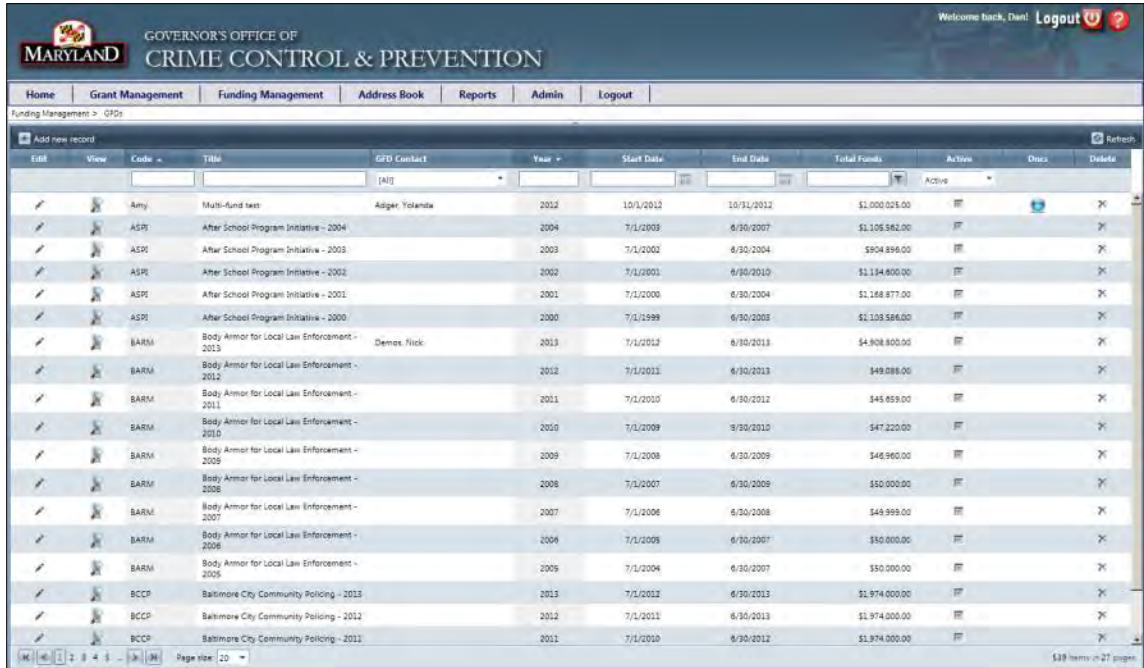 Welcome back, Dan! Logout
MARYLAND
GOVERNOR'S OFFICE OF
CRIME CONTROL & PREVENTION
Home Grant Management Funding Management Address Book Reports Admin Logout
Funding Management > GFDs
Add new record Refresh
Edit View Code Title GFD Contact Year Start Date End Date Total Funds Active Docs Delete
[All] Active
Amy Multi-fund test Adger, Yolanda 2012 10/1/2012 10/31/2012 $1,000,025.00
ASPI After School Program Initiative - 2004 2004 7/1/2003 6/30/2007 $1,105,562.00
ASPI After School Program Initiative - 2003 2003 7/1/2002 6/30/2004 $904,896.00
ASPI After School Program Initiative - 2002 2002 7/1/2001 6/30/2010 $1,134,600.00
ASPI After School Program Initiative - 2001 2001 7/1/2000 6/30/2004 $1,168,877.00
ASPI After School Program Initiative - 2000 2000 7/1/1999 6/30/2003 $2,103,586.00
BARM Body Armor for Local Law Enforcement - 2013 Demos, Nick 2013 7/1/2012 6/30/2013 $4,908,800.00
BARM Body Armor for Local Law Enforcement - 2012 2012 7/1/2011 6/30/2013 $49,088.00
BARM Body Armor for Local Law Enforcement - 2011 2011 7/1/2010 6/30/2012 $45,659.00
BARM Body Armor for Local Law Enforcement - 2010 2010 7/1/2009 9/30/2010 $47,220.00
BARM Body Armor for Local Law Enforcement - 2009 2009 7/1/2008 6/30/2009 $46,960.00
BARM Body Armor for Local Law Enforcement - 2008 2008 7/1/2007 6/30/2009 $50,000.00
BARM Body Armor for Local Law Enforcement - 2007 2007 7/1/2006 6/30/2008 $49,999.00
BARM Body Armor for Local Law Enforcement - 2006 2006 7/1/2005 6/30/2007 $50,000.00
BARM Body Armor for Local Law Enforcement - 2005 2005 7/1/2004 6/30/2007 $50,000.00
BCCP Baltimore City Community Policing - 2013 2013 7/1/2012 6/30/2013 $1,974,000.00
BCCP Baltimore City Community Policing - 2012 2012 7/1/2011 6/30/2013 $1,974,000.00
BCCP Baltimore City Community Policing - 2011 2011 7/1/2010 6/30/2012 $1,974,000.00
1 2 3 4 5 ... Page size: 20 539 items in 27 pages